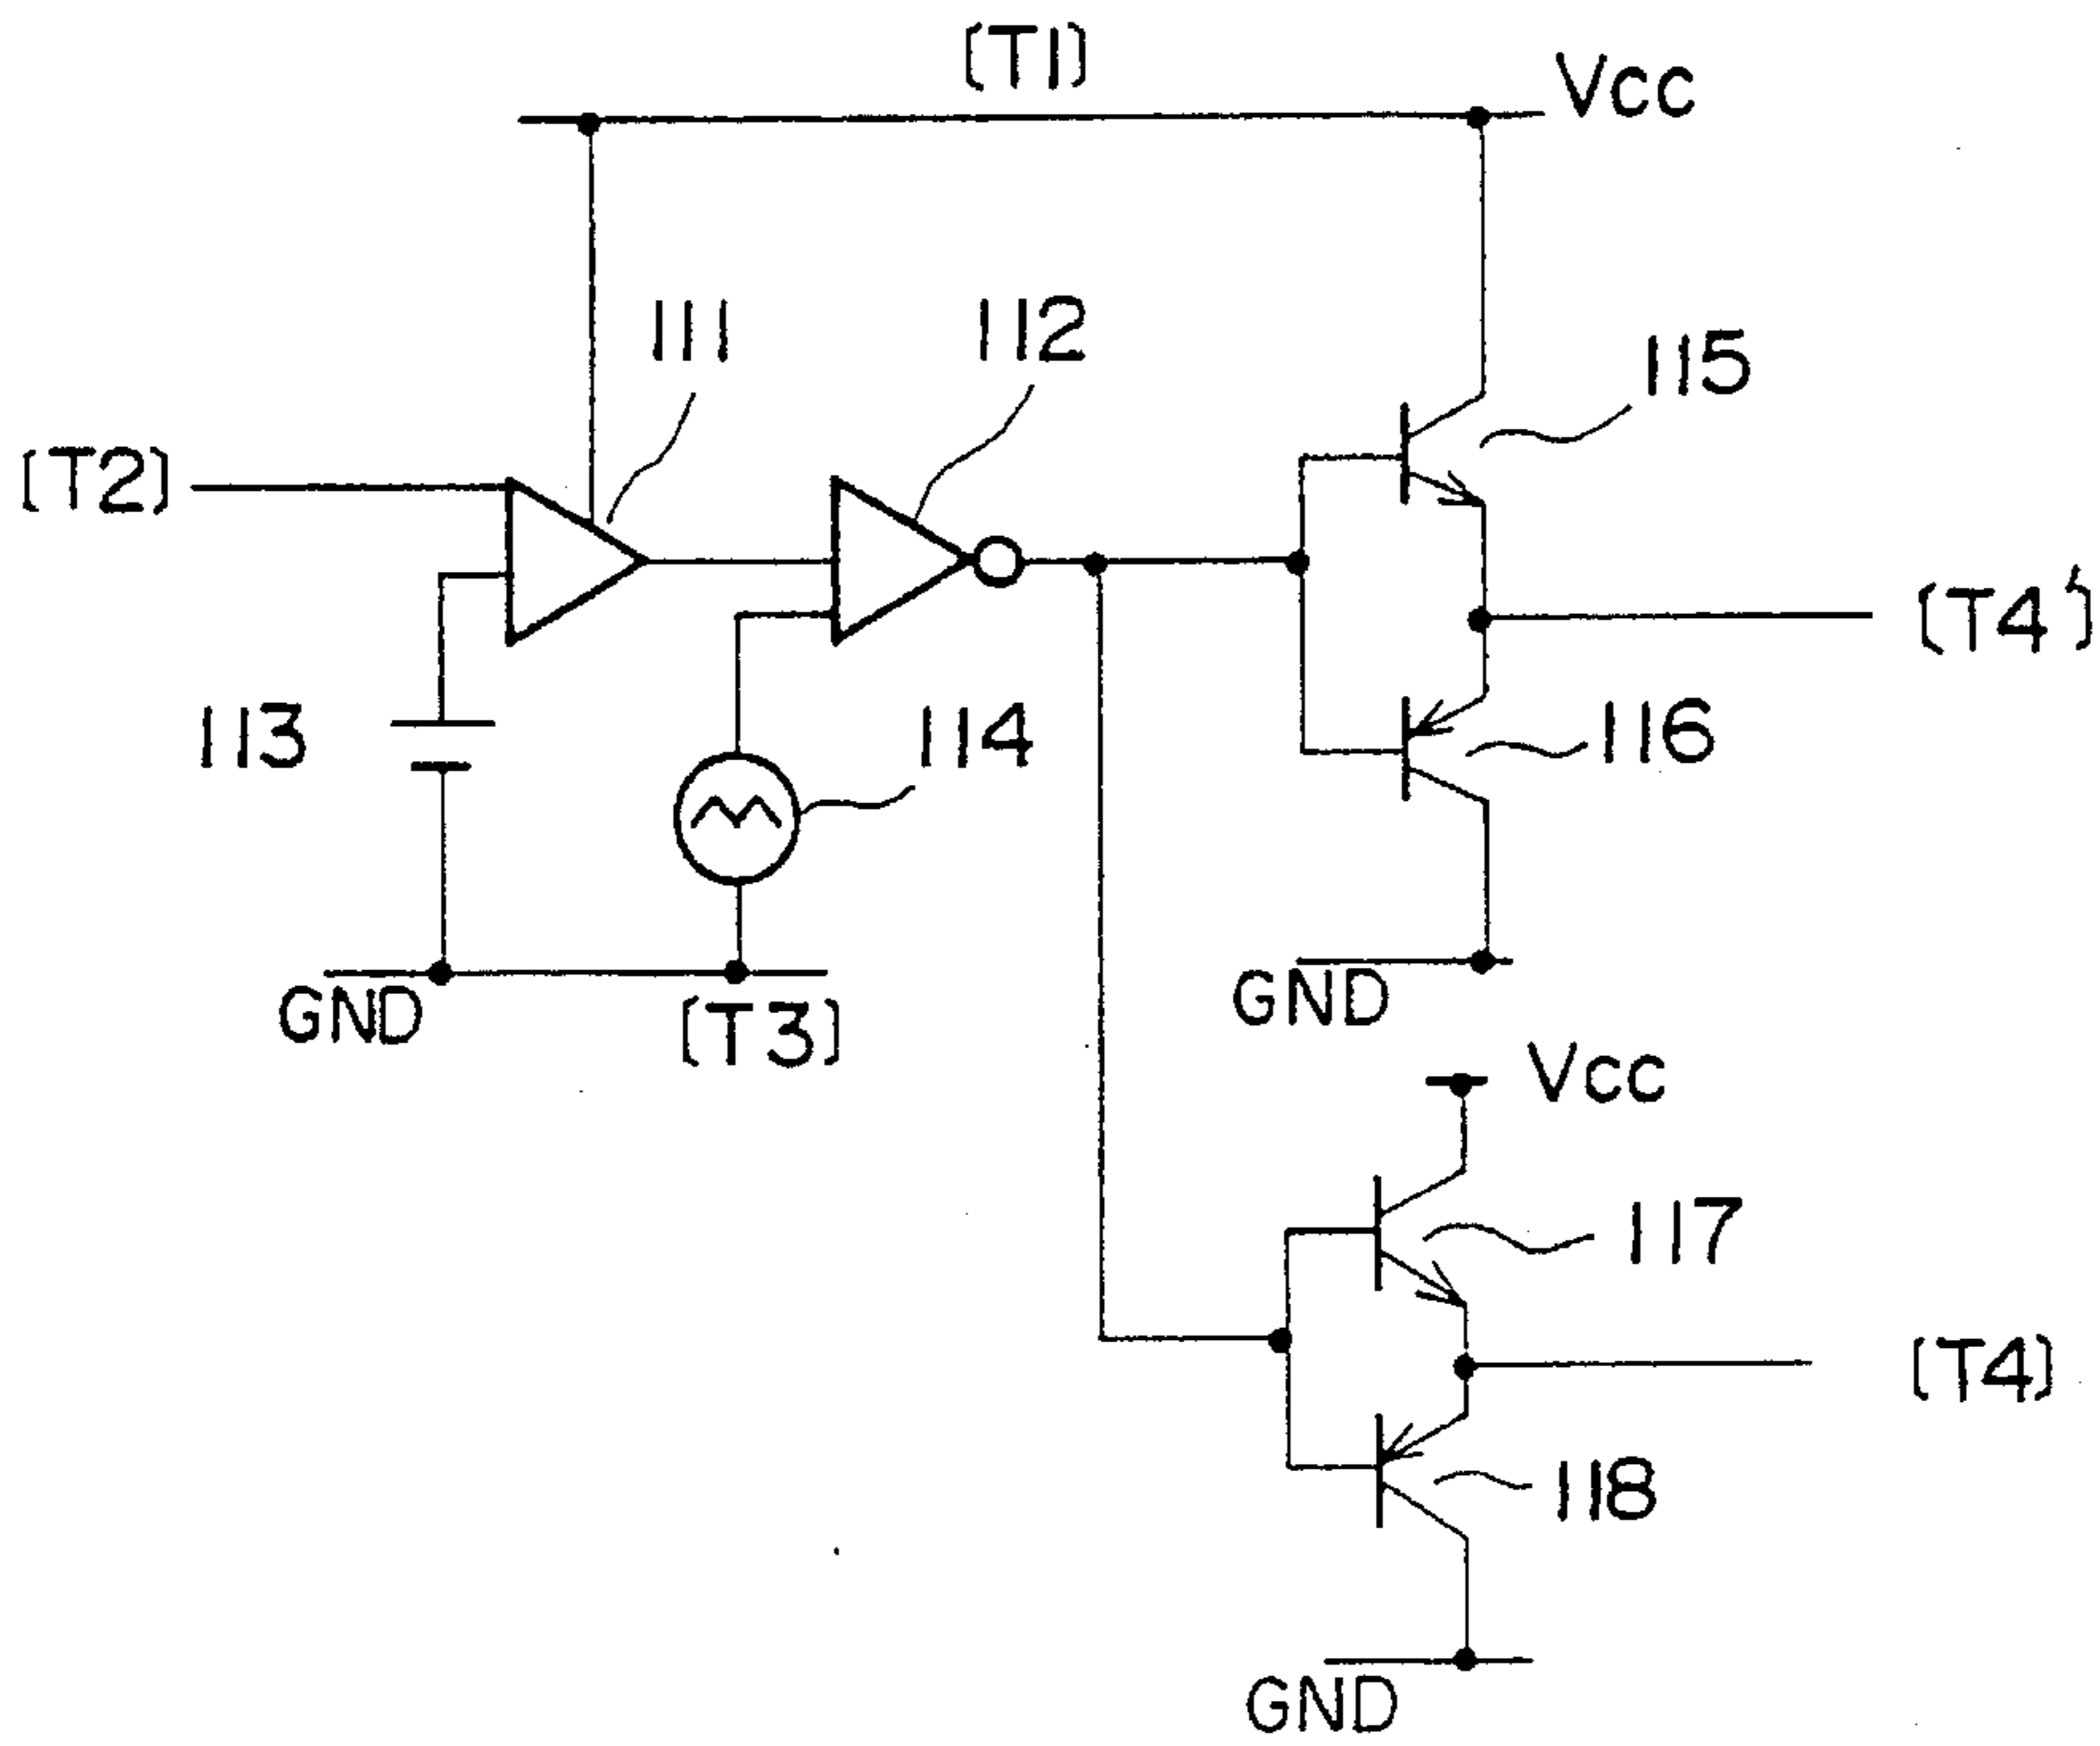 (T1)
Vcc
111
112
115
(T2)
(T4')
113
114
116
GND
(T3)
GND
Vcc
117
(T4)
118
GND